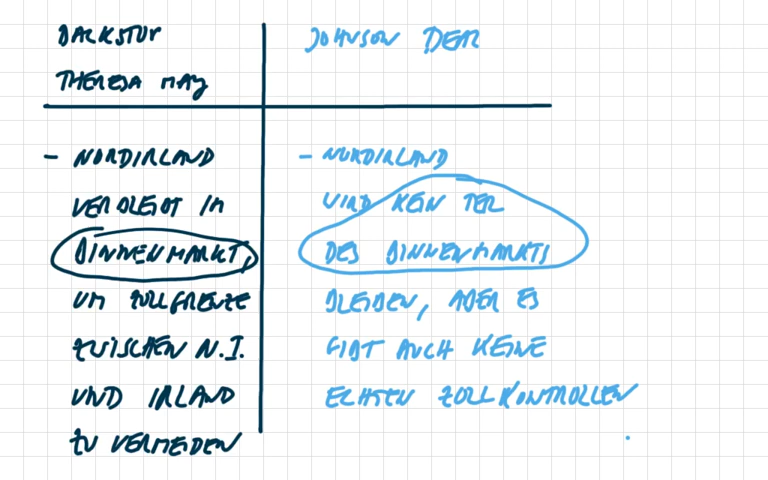 BACKSTOP
THERESA MAY
JOHNSON DEAL
- NORDIRLAND
VERBLEIBT IM
BINNENMARKT,
UM ZOLLGRENZE
ZWISCHEN N.I.
UND IRLAND
ZU VERMEIDEN
- NORDIRLAND
WIRD KEIN TEIL
DES BINNENMARKTS
BLEIBEN, ABER ES
GIBT AUCH KEINE
ECHTEN ZOLLKONTROLLEN